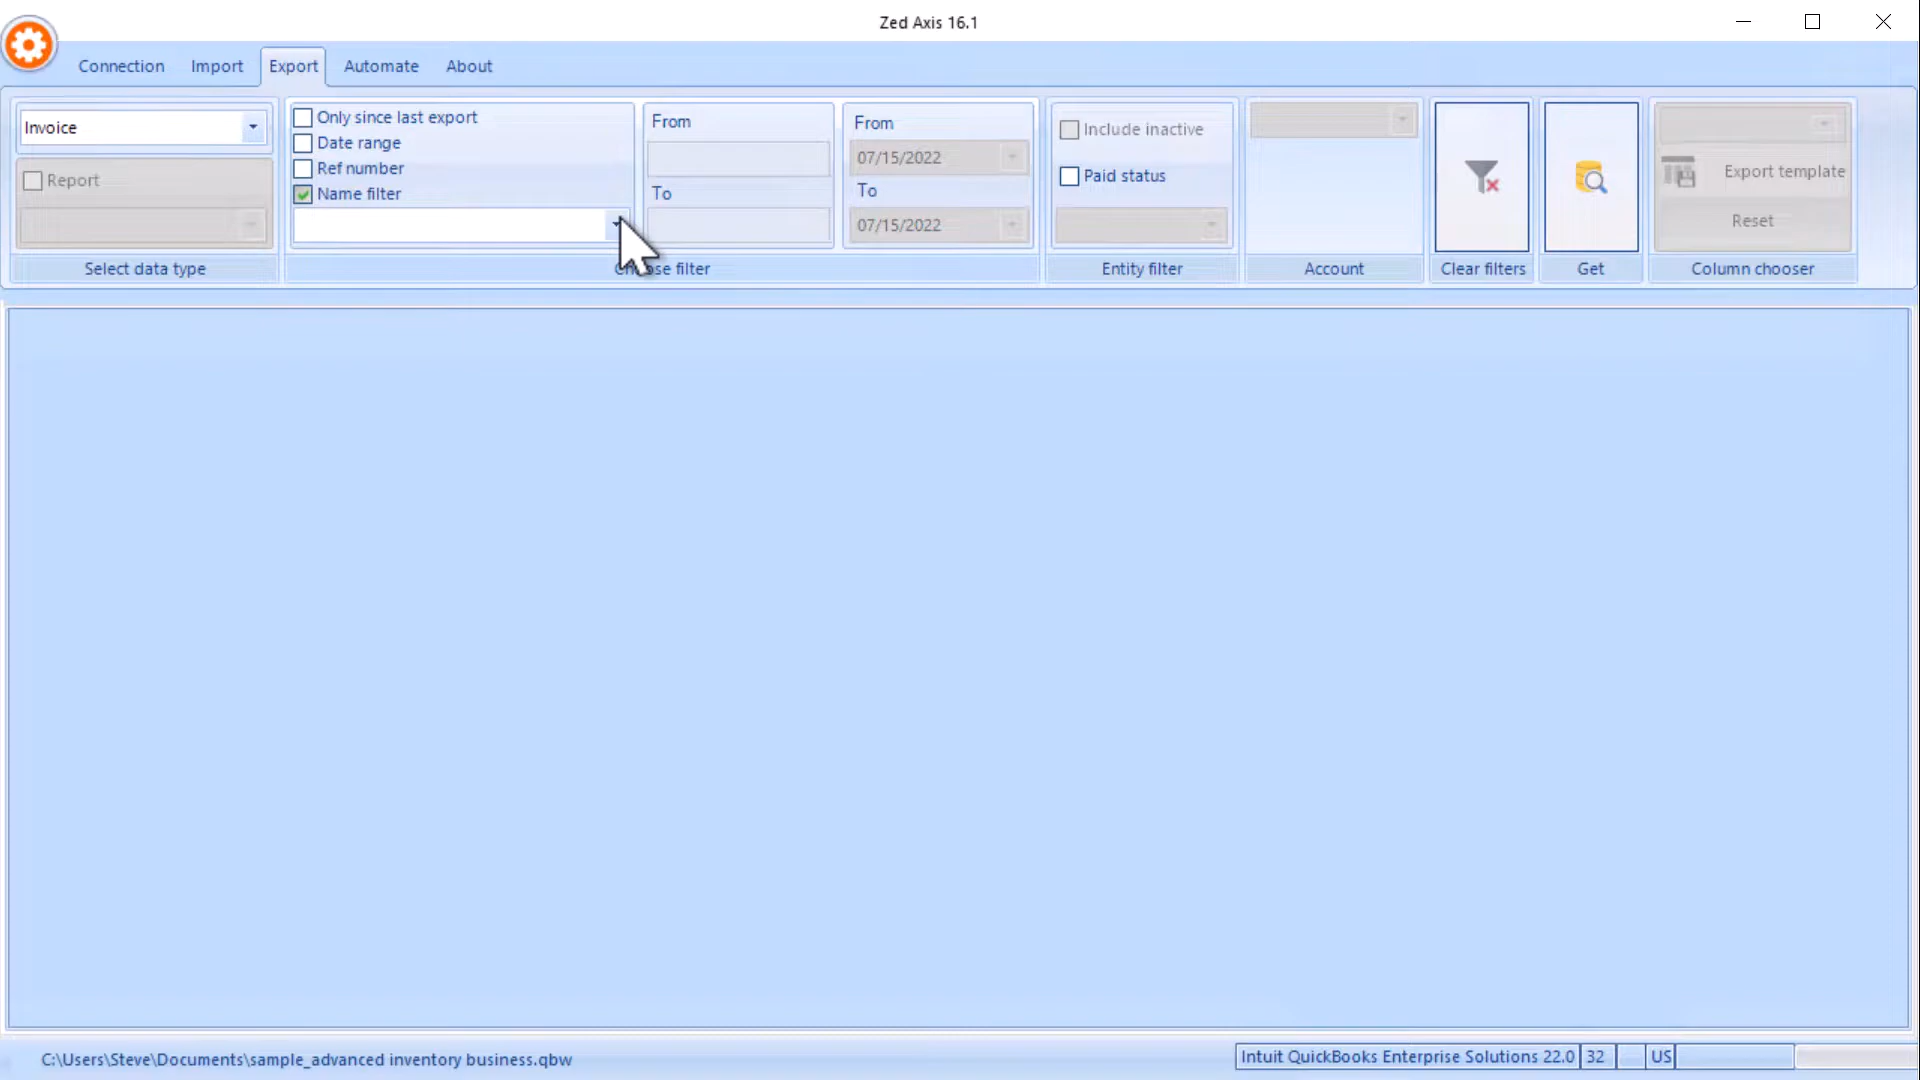 Zed Axis 16.1
Connection Import Export Automate About
Invoice
Report
Select data type
Only since last export
Date range
Ref number
Name filter
From
To
From
07/15/2022
To
07/15/2022
filter
Include inactive
Paid status
Entity filter
Account
Clear filters
Get
Export template
Reset
Column chooser
C:\Users\Steve\Documents\sample_advanced inventory business.qbw
Intuit QuickBooks Enterprise Solutions 22.0 32 US